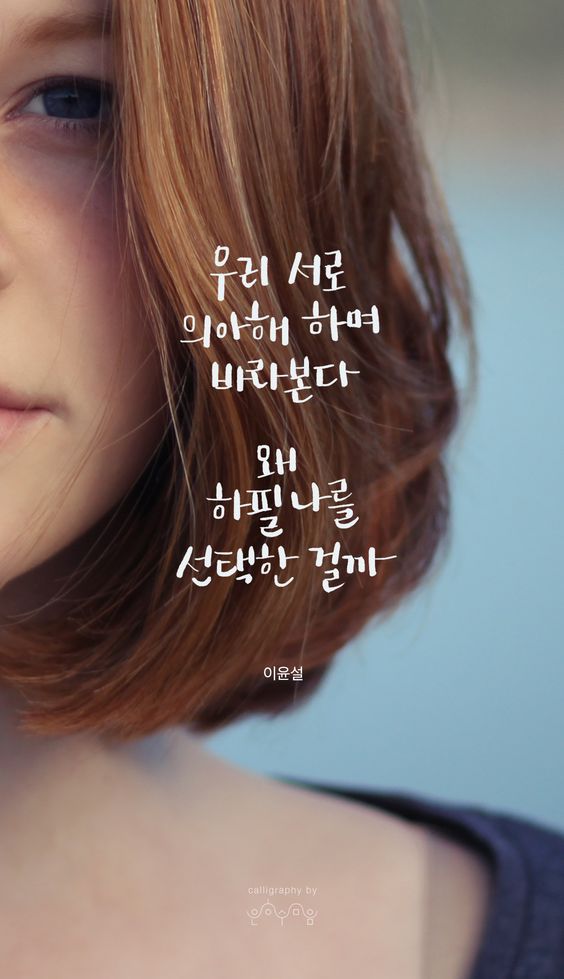 우리 서로
의아해 하며
바라본다
왜
하필 나를
선택한 걸까
이윤설
calligraphy by